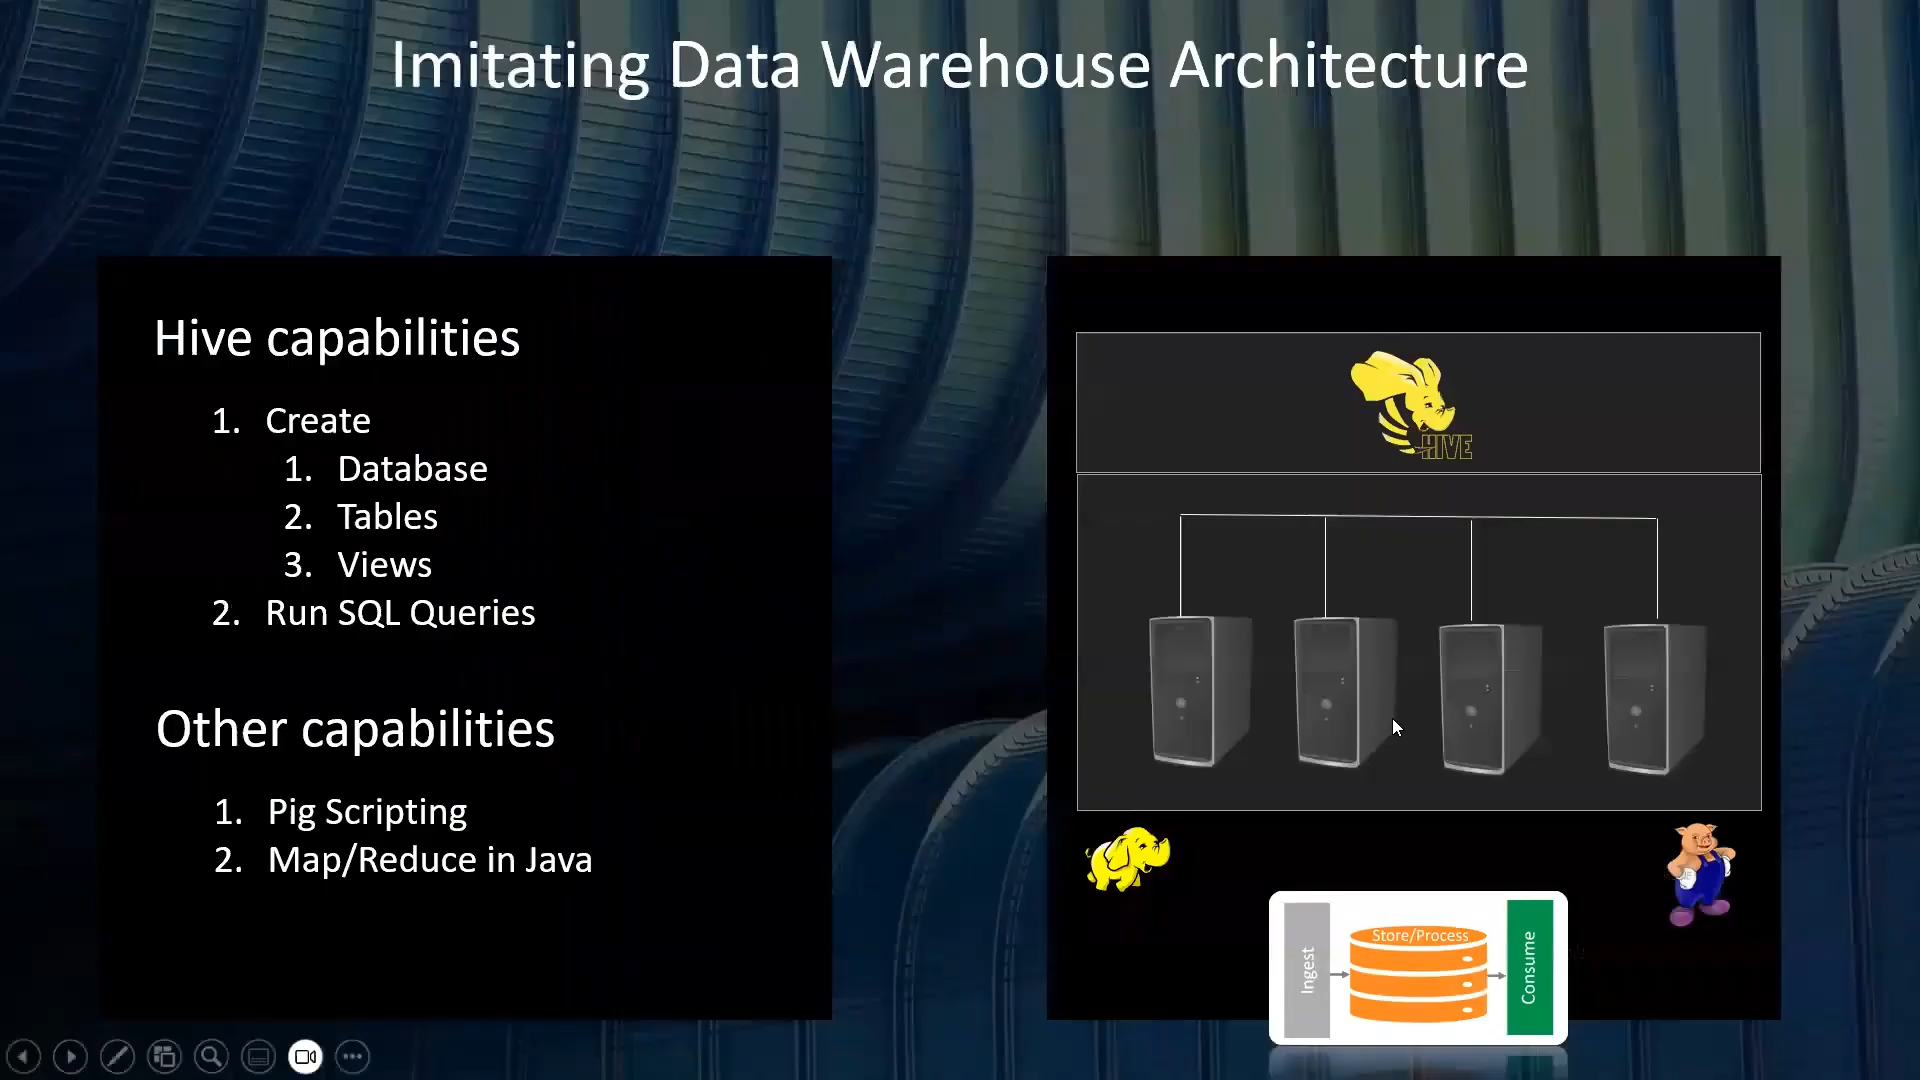 Imitating Data Warehouse Architecture
Hive capabilities
1. Create
1. Database
2. Tables
3. Views
2. Run SQL Queries
Other capabilities
1. Pig Scripting
2. Map/Reduce in Java
HIVE
Ingest
Store/Process
Consume